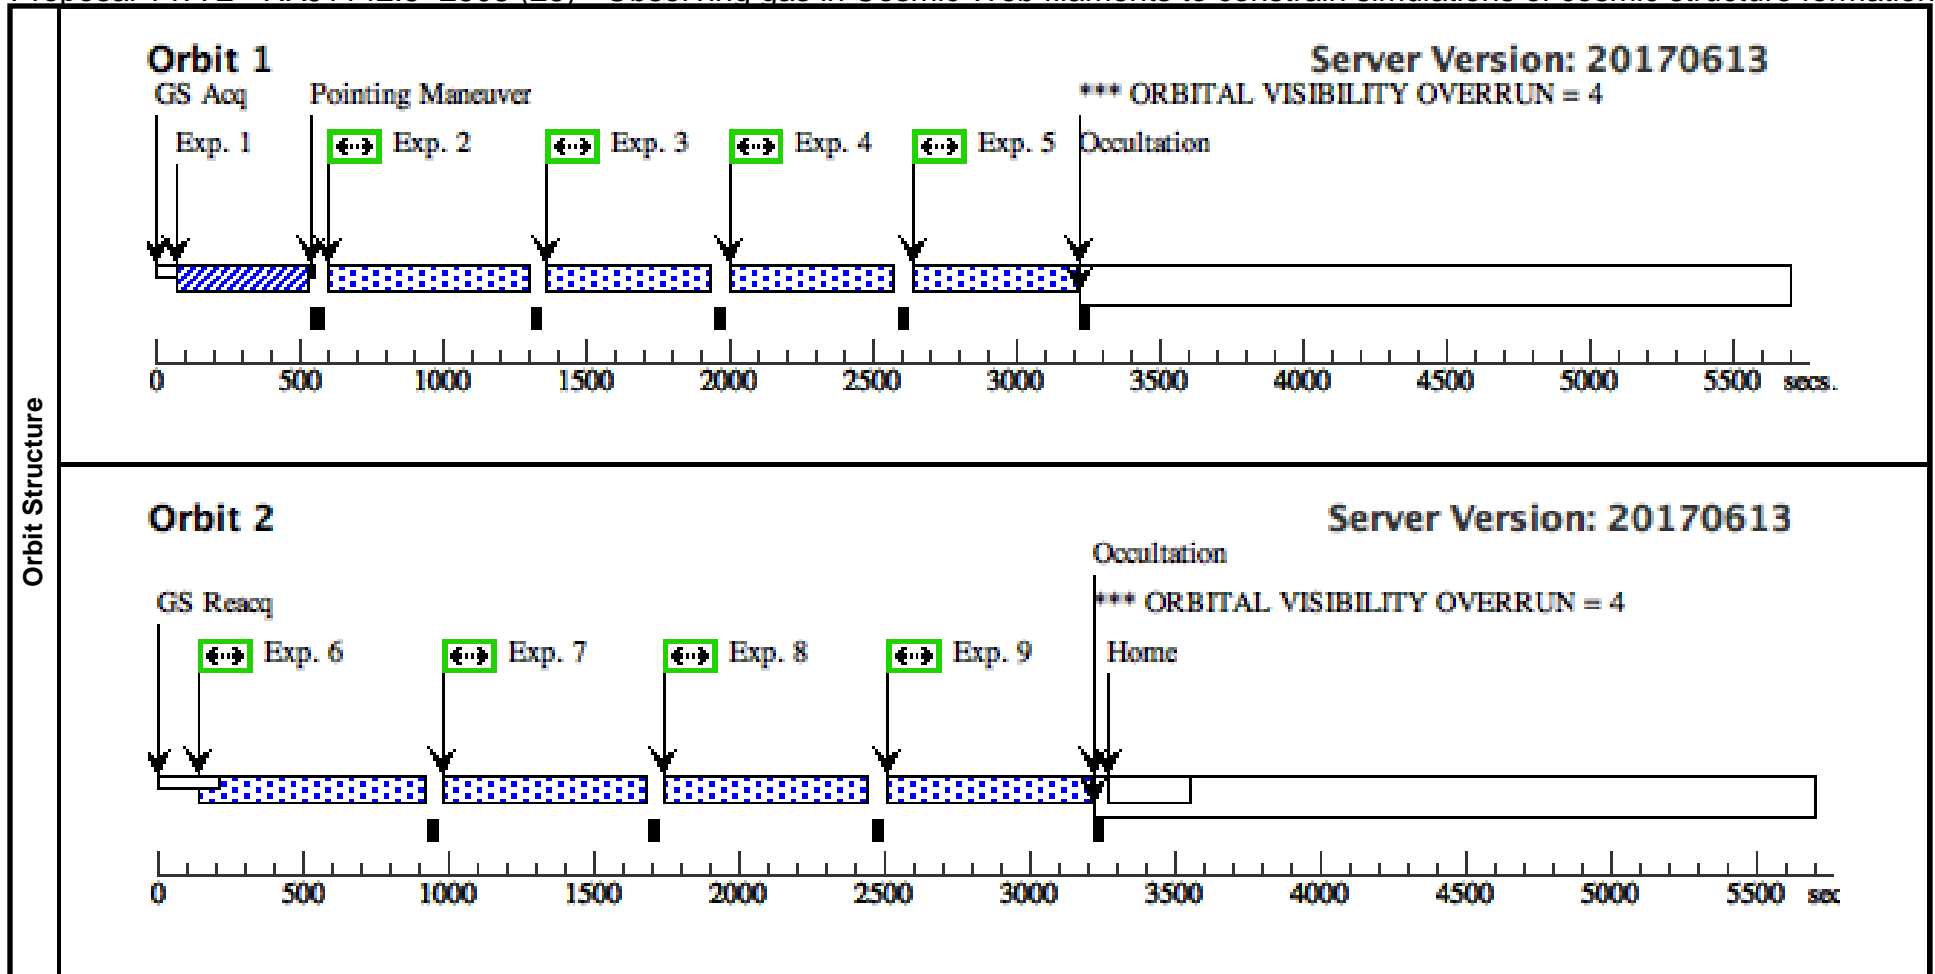 Orbit Structure
Orbit 1 Server Version: 20170613
GS Acq Pointing Maneuver *** ORBITAL VISIBILITY OVERRUN = 4
Exp. 1 Exp. 2 Exp. 3 Exp. 4 Exp. 5 Occultation
0 500 1000 1500 2000 2500 3000 3500 4000 4500 5000 5500 secs.
Orbit 2 Server Version: 20170613
Occultation
GS Reacq *** ORBITAL VISIBILITY OVERRUN = 4
Exp. 6 Exp. 7 Exp. 8 Exp. 9 Home
0 500 1000 1500 2000 2500 3000 3500 4000 4500 5000 5500 sec